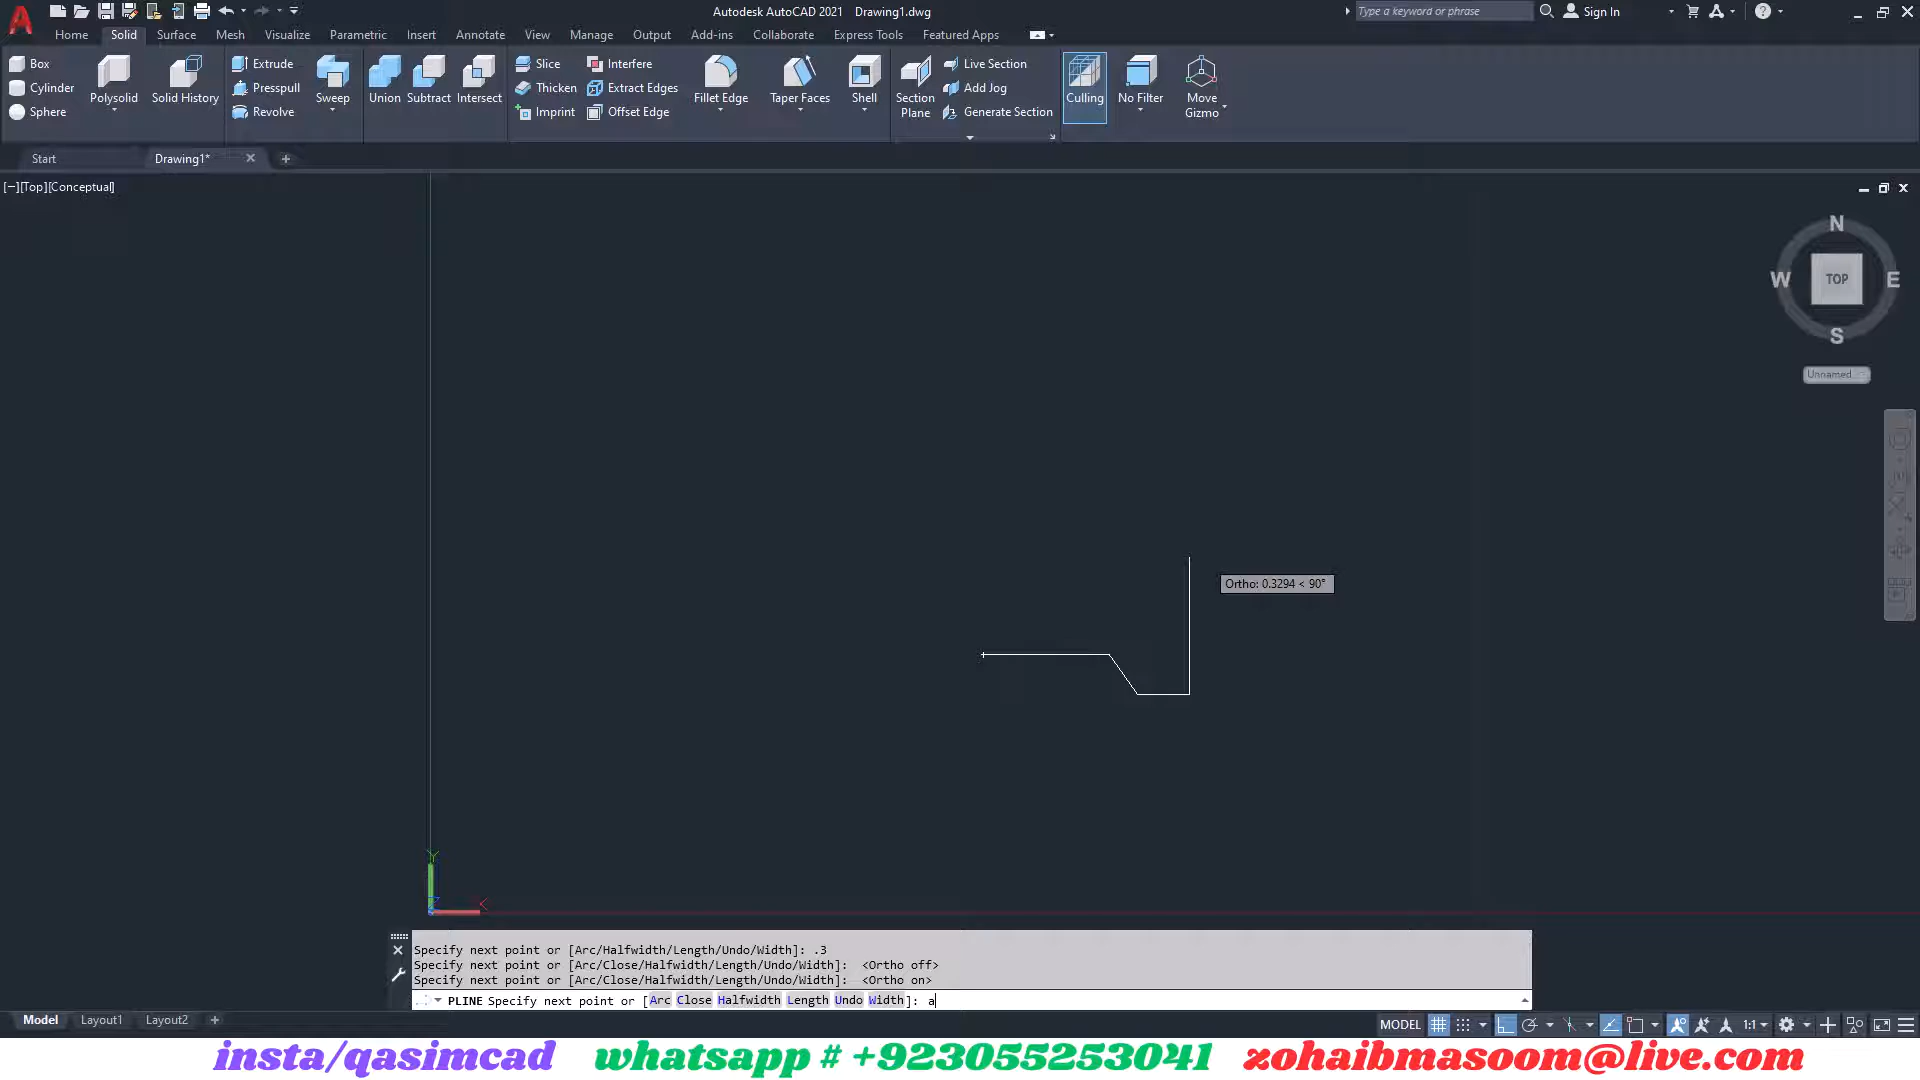 Autodesk AutoCAD 2021 Drawing1.dwg
Type a keyword or phrase
Sign In
Home Solid Surface Mesh Visualize Parametric Insert Annotate View Manage Output Add-ins Collaborate Express Tools Featured Apps
Box
Cylinder
Sphere
Polysolid
Solid History
Extrude
Presspull
Revolve
Sweep
Union
Subtract
Intersect
Slice
Thicken
Imprint
Interfere
Extract Edges
Offset Edge
Fillet Edge
Taper Faces
Shell
Section
Plane
Live Section
Add Jog
Generate Section
Culling
No Filter
Move
Gizmo
Start
Drawing1*
[−][Top][Conceptual]
N
W TOP E
S
Unnamed
Ortho: 0.3294 < 90°
Y
Specify next point or [Arc/Halfwidth/Length/Undo/Width]: .3
Specify next point or [Arc/Close/Halfwidth/Length/Undo/Width]: <Ortho off>
Specify next point or [Arc/Close/Halfwidth/Length/Undo/Width]: <Ortho on>
PLINE Specify next point or [Arc Close Halfwidth Length Undo Width]: a
Model Layout1 Layout2
MODEL
1:1
insta/qasimcad whatsapp # +923055253041 zohaibmasoom@live.com